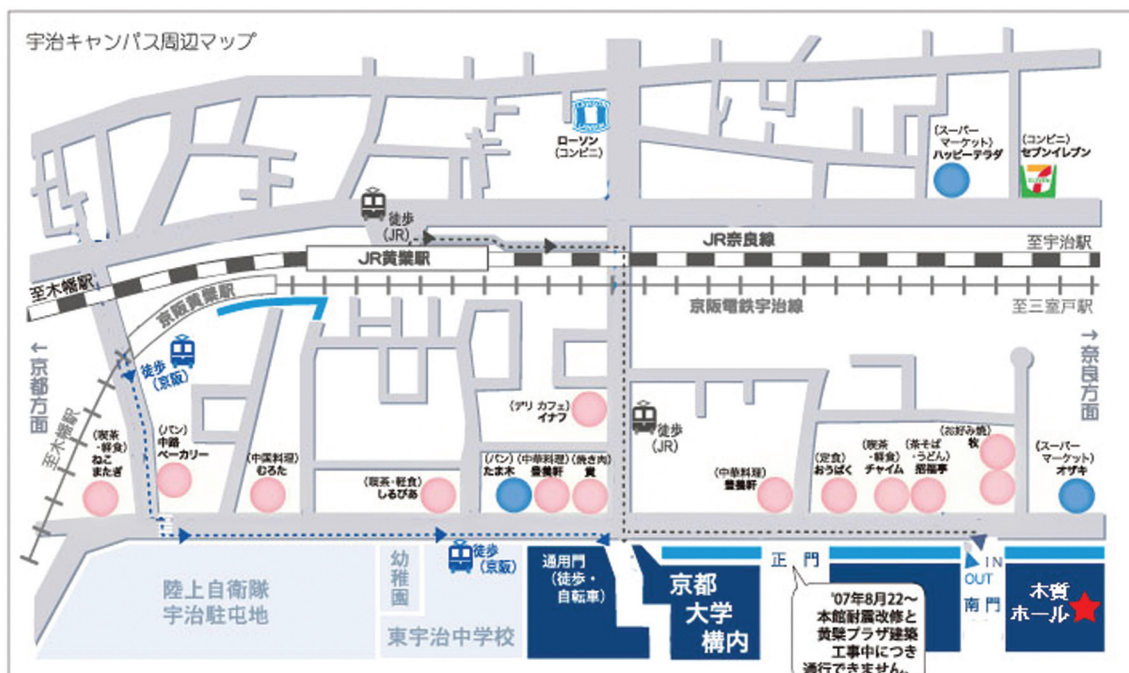 宇治キャンパス周辺マップ
ローソン
(コンビニ)
(スーパー
マーケット)
ハッピーテラダ
(コンビニ)
セブンイレブン
徒歩
(JR)
JR黄檗駅
JR奈良線
至宇治駅
至木幡駅
京阪黄檗駅
京阪電鉄宇治線
至三室戸駅
←京都方面
→奈良方面
至木幡駅
徒歩
(京阪)
(喫茶
・軽食)
ねこ
またぎ
(パン)
中路
ベーカリー
(中国料理)
むろた
(喫茶・軽食)
しるびあ
(デリ カフェ)
イナフ
(パン)
たま木
(中華料理)
豊養軒
(焼き肉)
黄
徒歩
(JR)
(中華料理)
豊養軒
(定食)
おうばく
(喫茶
・軽食)
チャイム
(茶そば
・うどん)
招福亭
(お好み焼)
牧
(スーパー
マーケット)
オザキ
陸上自衛隊
宇治駐屯地
幼稚園
東宇治中学校
徒歩
(京阪)
通用門
(徒歩・
自転車)
京都
大学
構内
正門
IN
OUT
南門
木質
ホール
'07年8月22〜
本館耐震改修と
黄檗プラザ建築
工事中につき
通行できません。